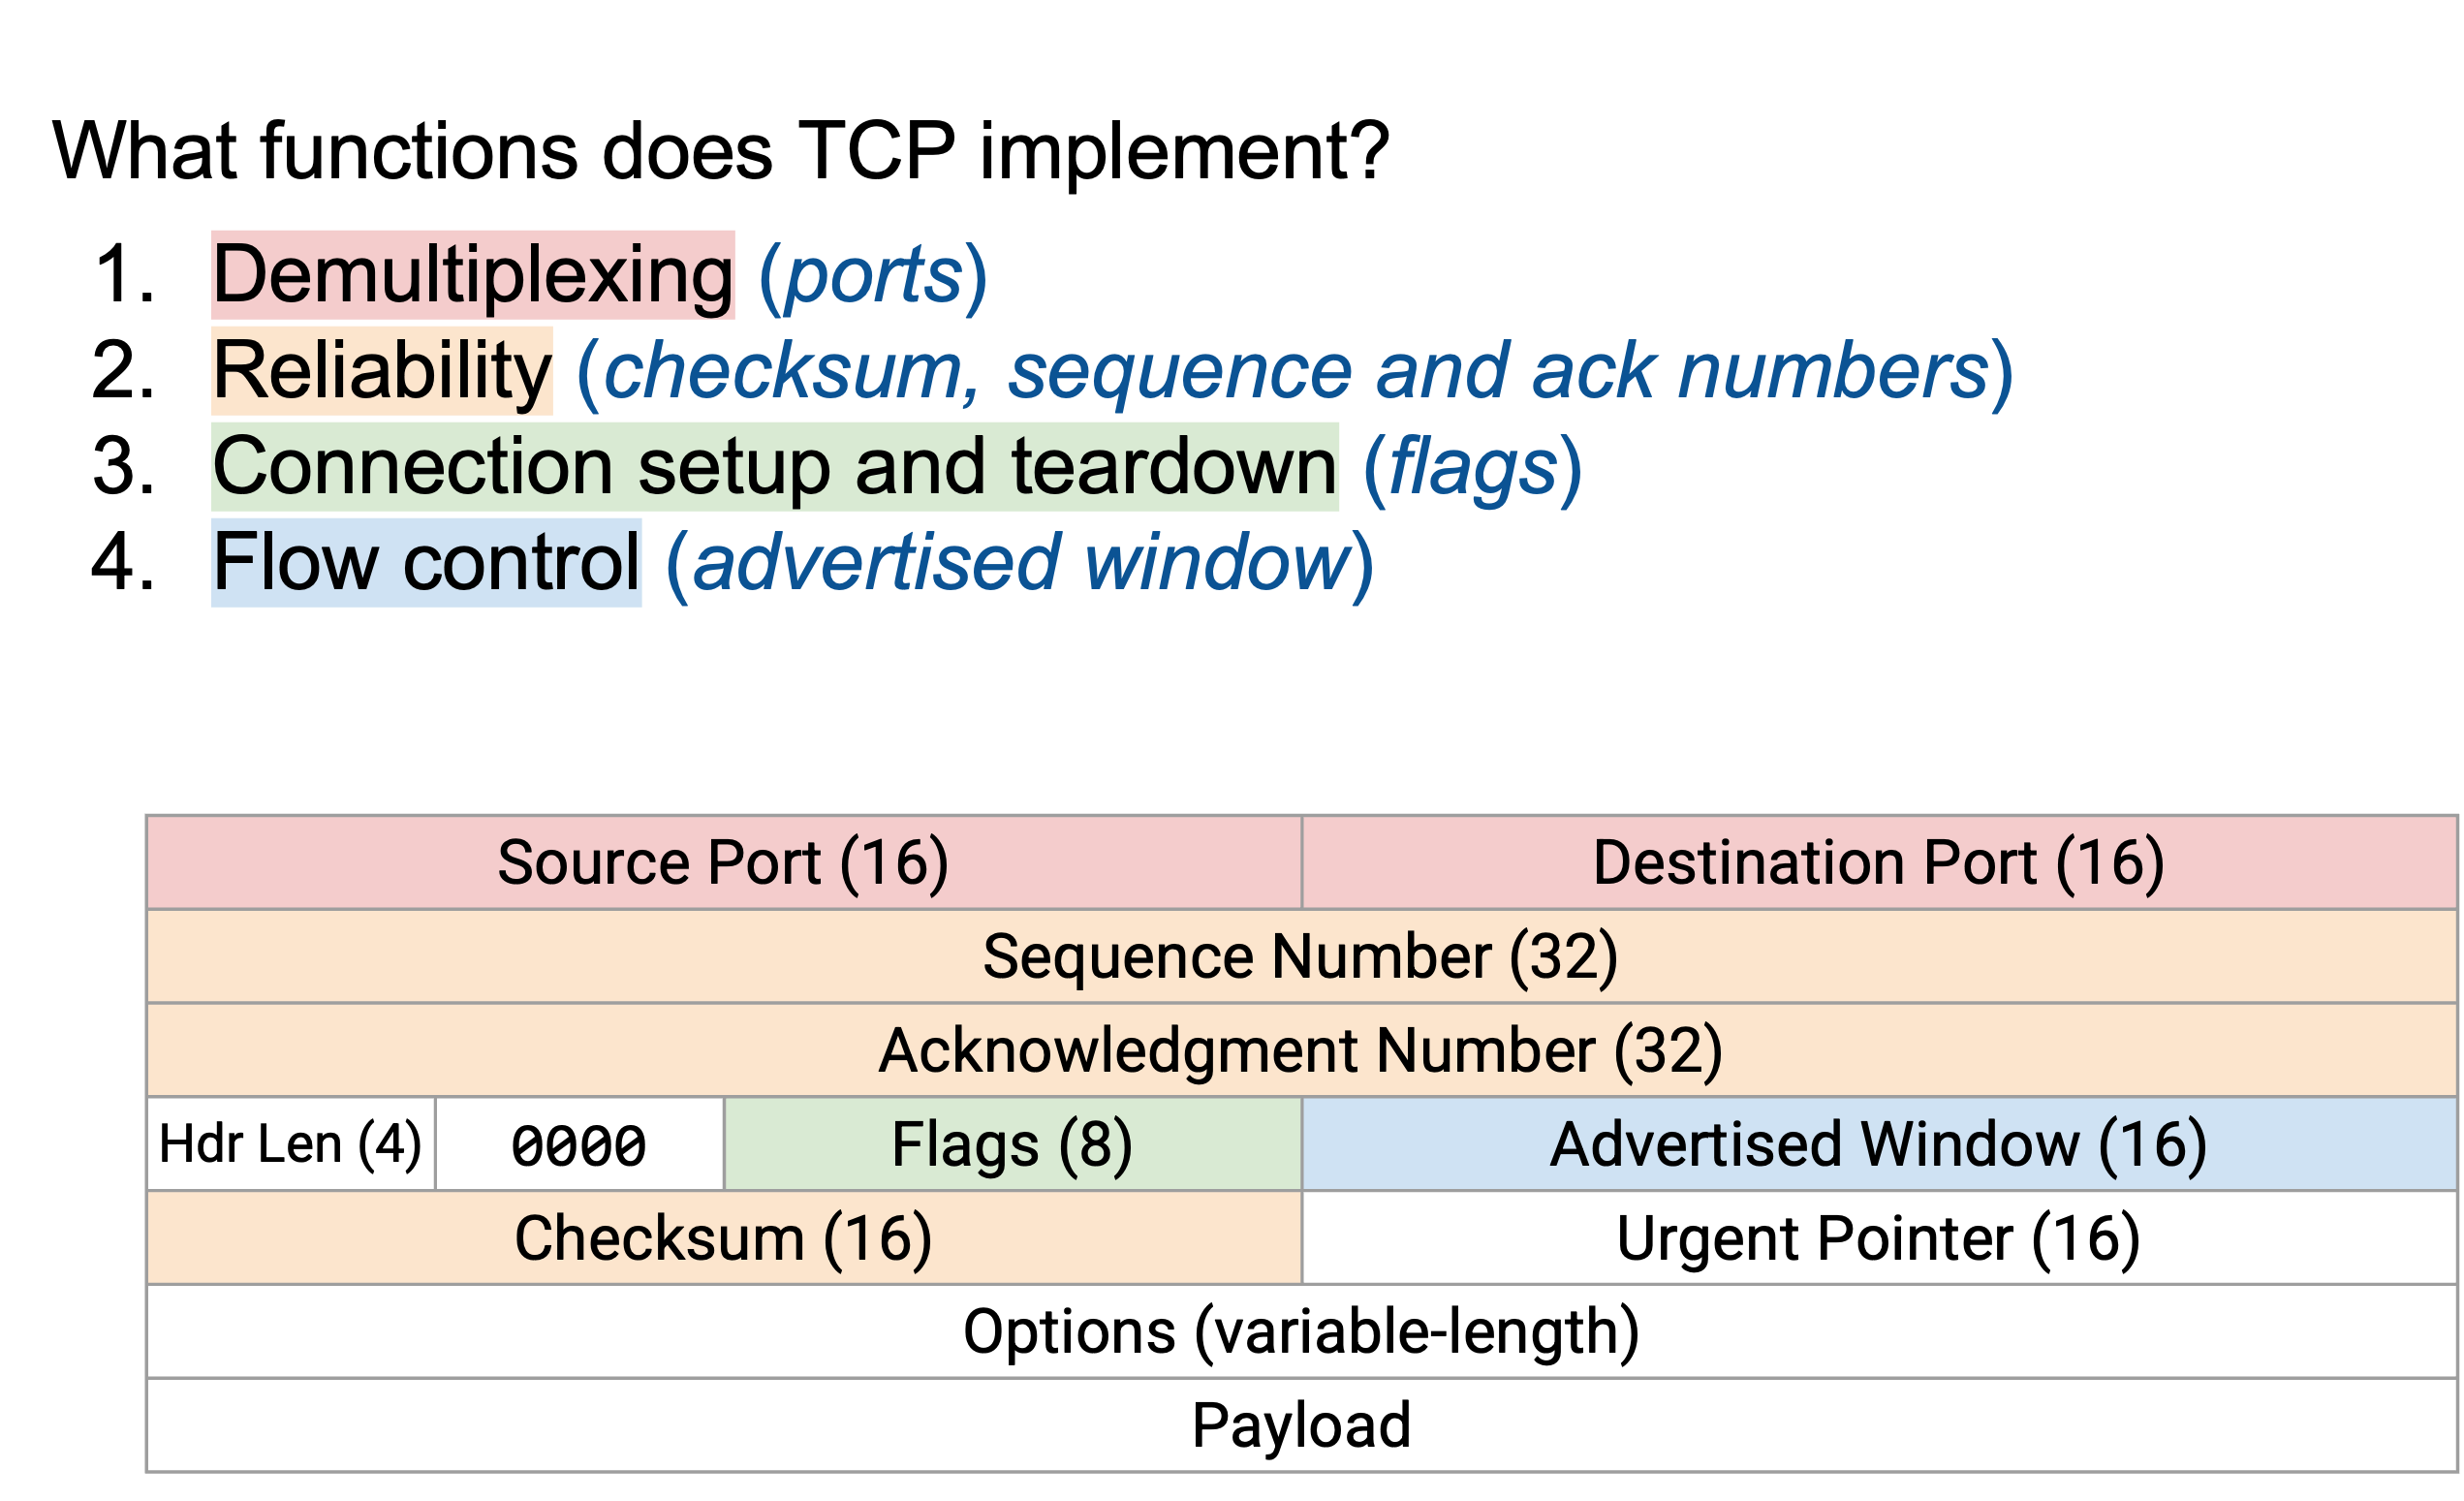 What functions does TCP implement?
1. Demultiplexing (ports)
2. Reliability (checksum, sequence and ack numbers)
3. Connection setup and teardown (flags)
4. Flow control (advertised window)
Source Port (16) Destination Port (16)
Sequence Number (32)
Acknowledgment Number (32)
Hdr Len (4) 0000 Flags (8) Advertised Window (16)
Checksum (16) Urgent Pointer (16)
Options (variable-length)
Payload